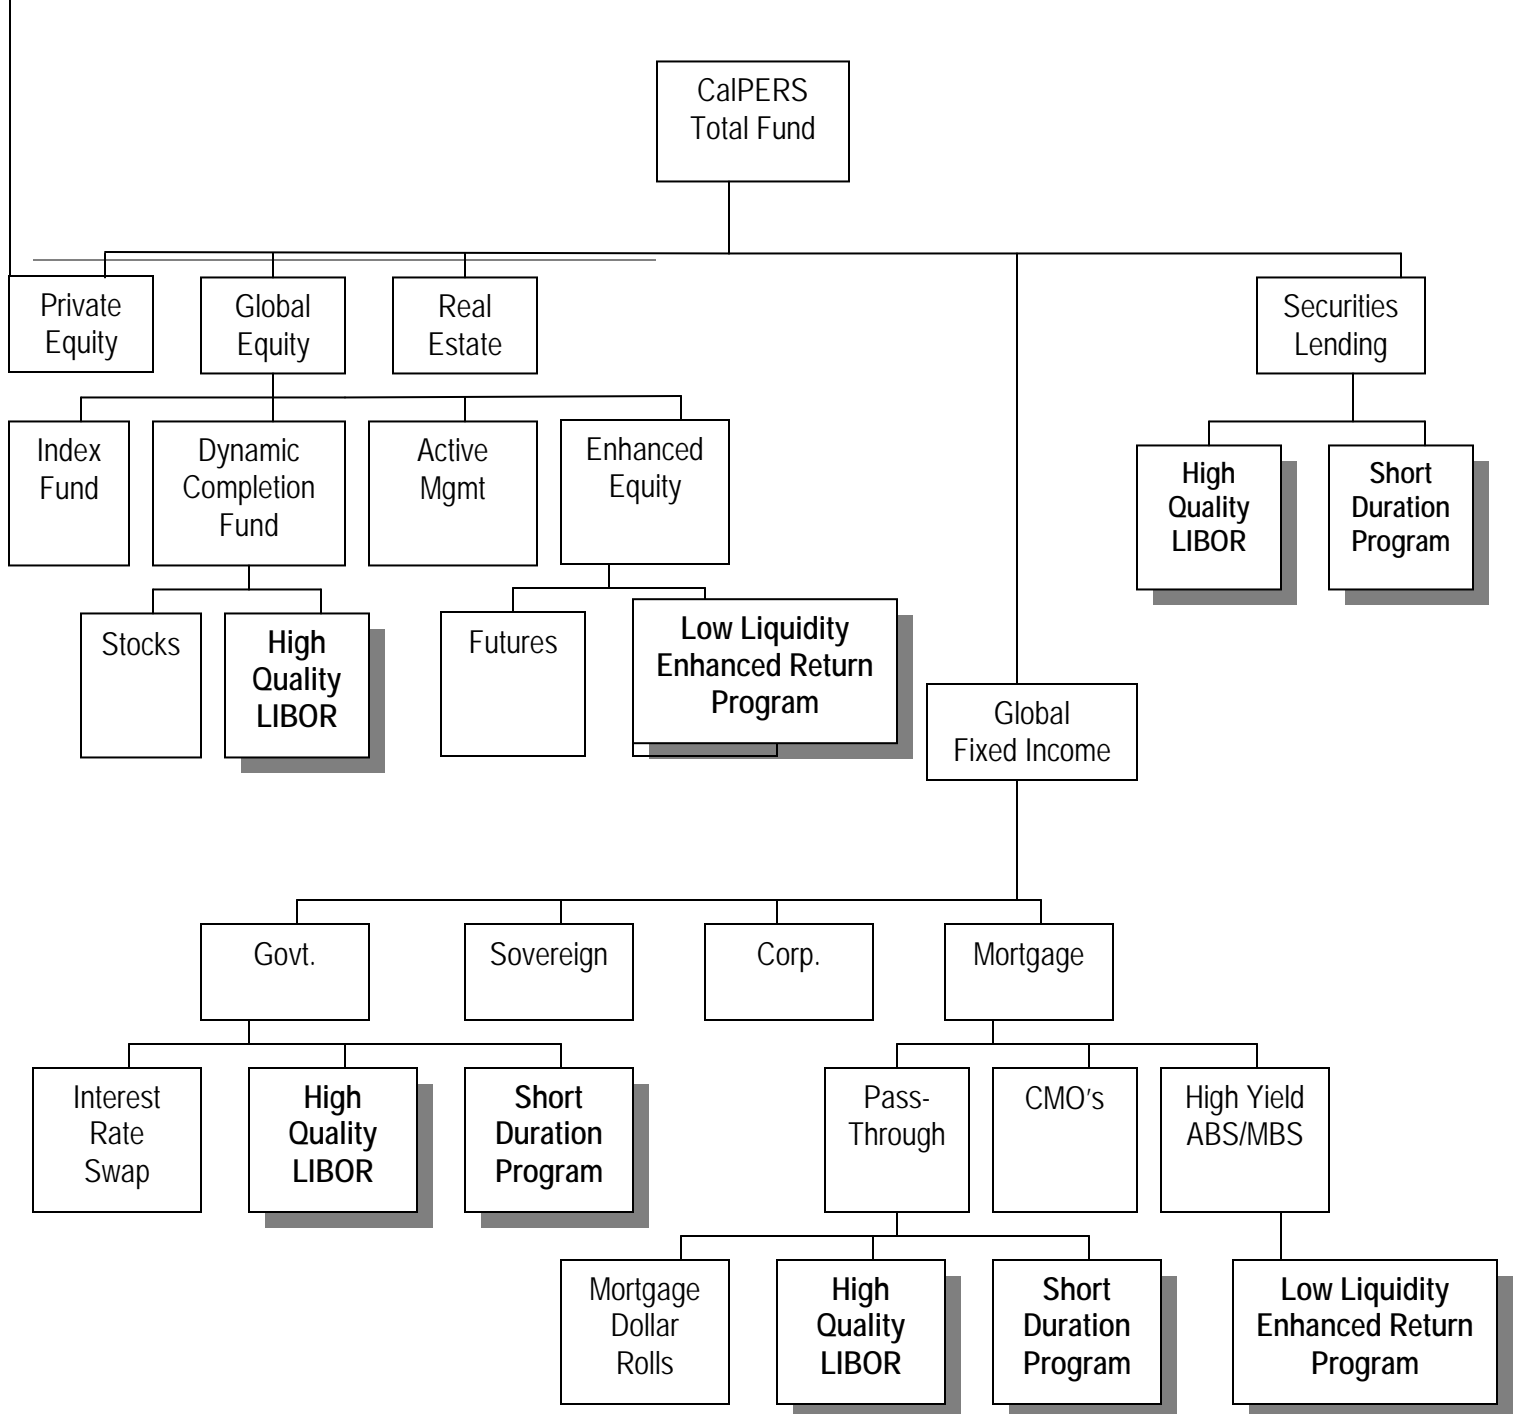 CalPERS
Total Fund
Private
Equity
Global
Equity
Real
Estate
Securities
Lending
Index
Fund
Dynamic
Completion
Fund
Active
Mgmt
Enhanced
Equity
High
Quality
LIBOR
Short
Duration
Program
Stocks
High
Quality
LIBOR
Futures
Low Liquidity
Enhanced Return
Program
Global
Fixed Income
Govt.
Sovereign
Corp.
Mortgage
Interest
Rate
Swap
High
Quality
LIBOR
Short
Duration
Program
Pass-
Through
CMO's
High Yield
ABS/MBS
Mortgage
Dollar
Rolls
High
Quality
LIBOR
Short
Duration
Program
Low Liquidity
Enhanced Return
Program